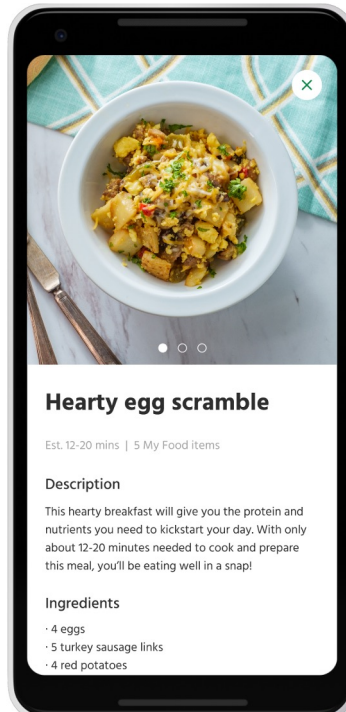 Hearty egg scramble
Est. 12-20 mins | 5 My Food items
Description
This hearty breakfast will give you the protein and
nutrients you need to kickstart your day. With only
about 12-20 minutes needed to cook and prepare
this meal, you’ll be eating well in a snap!
Ingredients
· 4 eggs
· 5 turkey sausage links
· 4 red potatoes